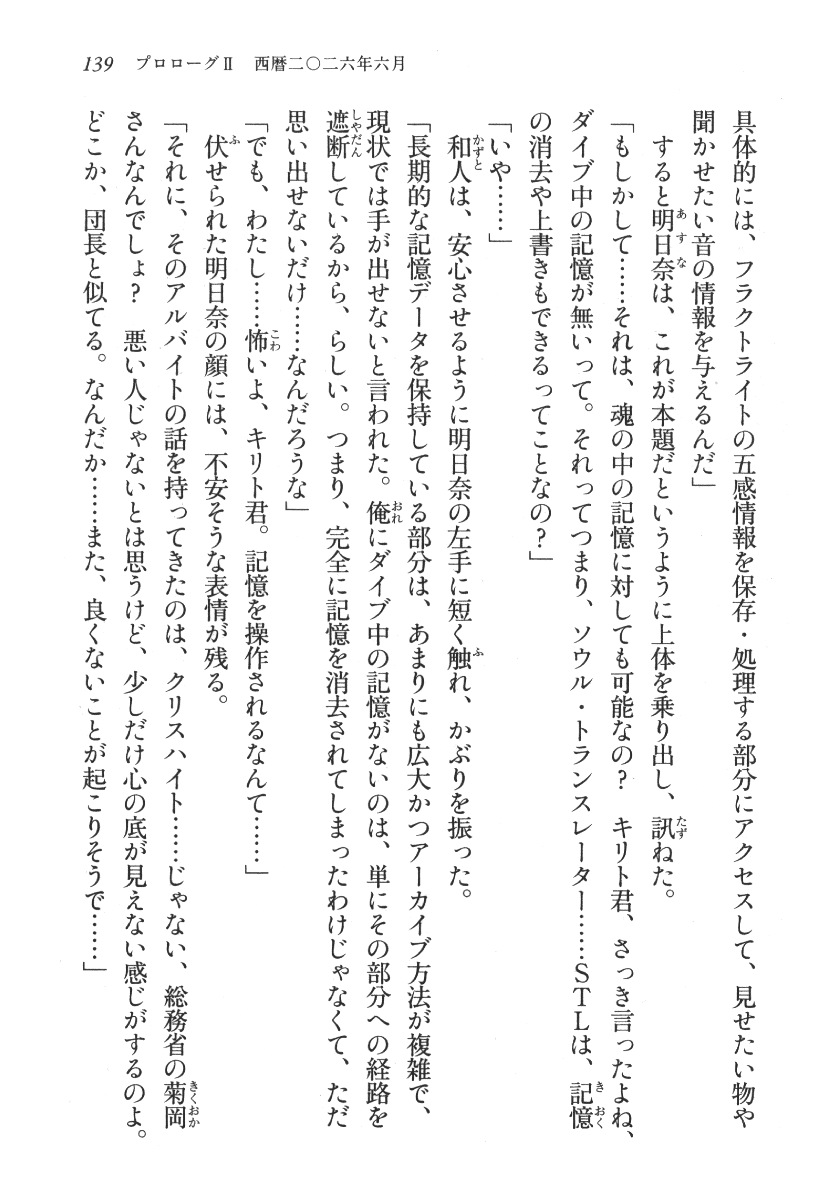 139 プロローグⅡ 西暦二〇二六年六月
具体的には、フラクトライトの五感情報を保存・処理する部分にアクセスして、見せたい物や
聞かせたい音の情報を与えるんだ」
すると明日奈は、これが本題だというように上体を乗り出し、訊ねた。
「もしかして……それは、魂の中の記憶に対しても可能なの？　キリト君、さっき言ったよね、
ダイブ中の記憶が無いって。それってつまり、ソウル・トランスレーター……STLは、記憶
の消去や上書きもできるってことなの？」
「いや……」
和人は、安心させるように明日奈の左手に短く触れ、かぶりを振った。
「長期的な記憶データを保持している部分は、あまりにも広大かつアーカイブ方法が複雑で、
現状では手が出せないと言われた。俺にダイブ中の記憶がないのは、単にその部分への経路を
遮断しているから、らしい。つまり、完全に記憶を消去されてしまったわけじゃなくて、ただ
思い出せないだけ……なんだろうな」
「でも、わたし……怖いよ、キリト君。記憶を操作されるなんて……」
伏せられた明日奈の顔には、不安そうな表情が残る。
「それに、そのアルバイトの話を持ってきたのは、クリスハイト……じゃない、総務省の菊岡
さんなんでしょ？　悪い人じゃないとは思うけど、少しだけ心の底が見えない感じがするのよ。
どこか、団長と似てる。なんだか……また、良くないことが起こりそうで……」